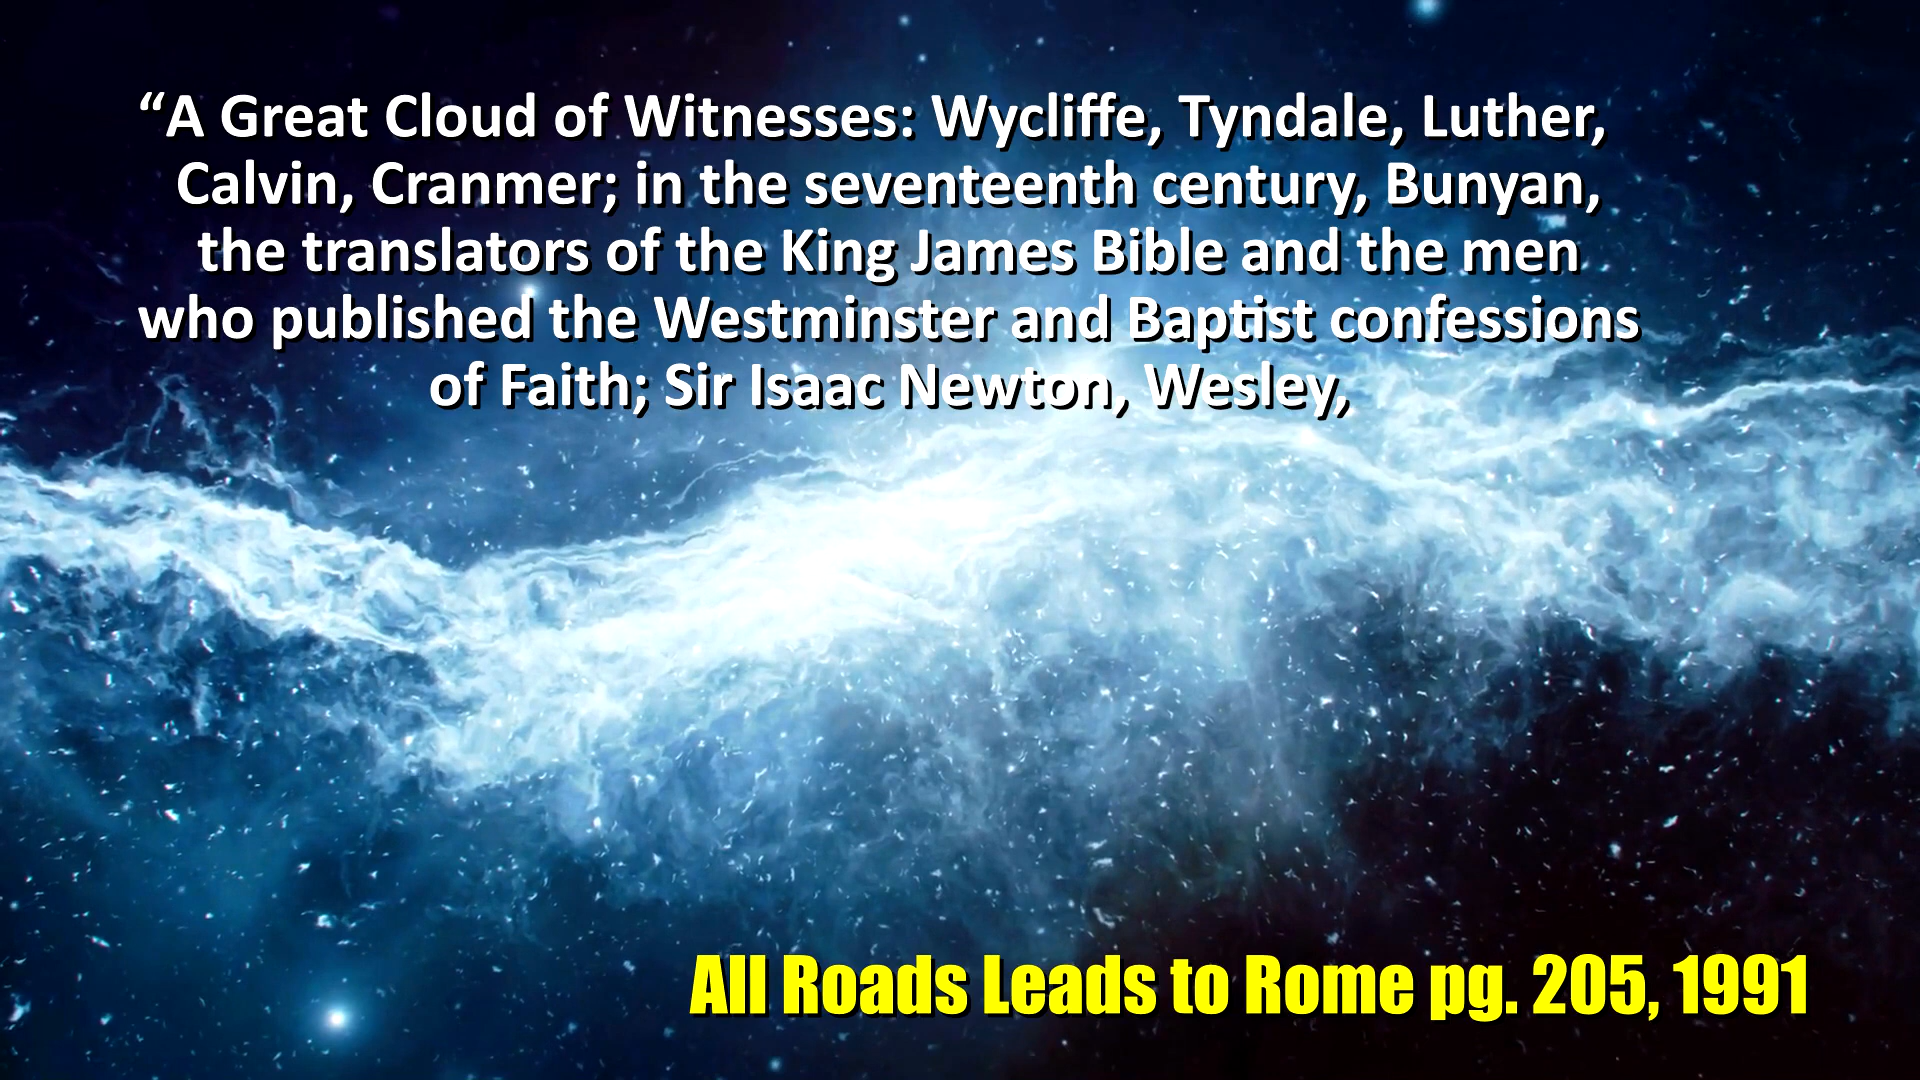 “A Great Cloud of Witnesses: Wycliffe, Tyndale, Luther,
Calvin, Cranmer; in the seventeenth century, Bunyan,
the translators of the King James Bible and the men
who published the Westminster and Baptist confessions
of Faith; Sir Isaac Newton, Wesley,
All Roads Leads to Rome pg. 205, 1991